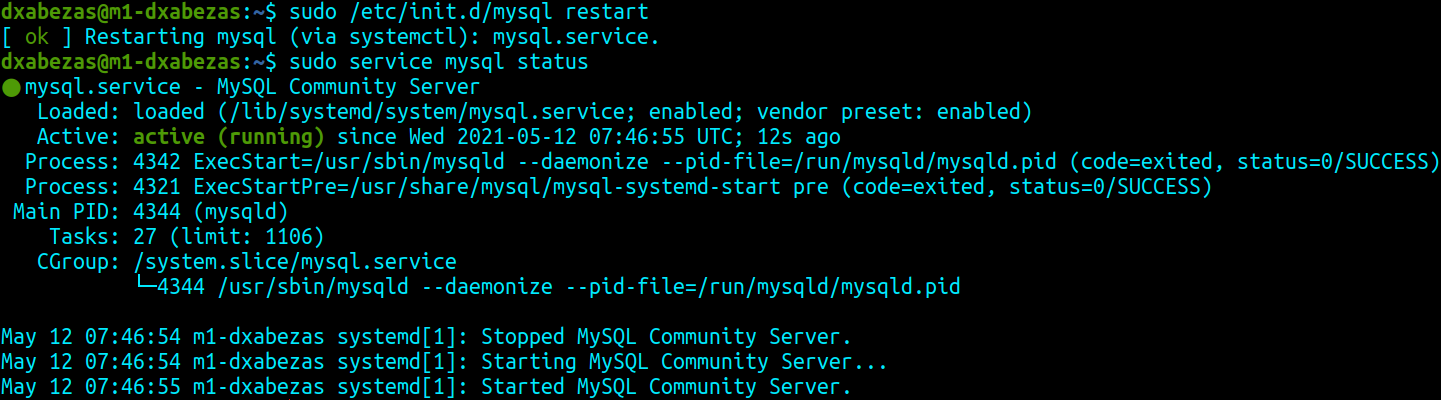 dxabezas@m1-dxabezas:~$ sudo /etc/init.d/mysql restart
[ ok ] Restarting mysql (via systemctl): mysql.service.
dxabezas@m1-dxabezas:~$ sudo service mysql status
● mysql.service - MySQL Community Server
Loaded: loaded (/lib/systemd/system/mysql.service; enabled; vendor preset: enabled)
Active: active (running) since Wed 2021-05-12 07:46:55 UTC; 12s ago
Process: 4342 ExecStart=/usr/sbin/mysqld --daemonize --pid-file=/run/mysqld/mysqld.pid (code=exited, status=0/SUCCESS)
Process: 4321 ExecStartPre=/usr/share/mysql/mysql-systemd-start pre (code=exited, status=0/SUCCESS)
Main PID: 4344 (mysqld)
Tasks: 27 (limit: 1106)
CGroup: /system.slice/mysql.service
└─4344 /usr/sbin/mysqld --daemonize --pid-file=/run/mysqld/mysqld.pid
May 12 07:46:54 m1-dxabezas systemd[1]: Stopped MySQL Community Server.
May 12 07:46:54 m1-dxabezas systemd[1]: Starting MySQL Community Server...
May 12 07:46:55 m1-dxabezas systemd[1]: Started MySQL Community Server.